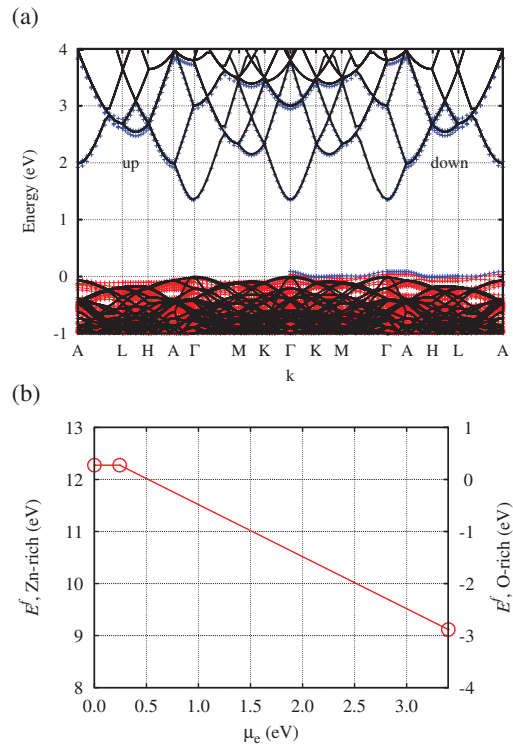 (a)
4
3
2
1
0
-1
Energy (eV)
up
down
A L H A Γ M K Γ K M Γ A H L A
k
(b)
13
12
11
10
9
8
E^f, Zn-rich (eV)
1
0
-1
-2
-3
-4
E^f, O-rich (eV)
0.0 0.5 1.0 1.5 2.0 2.5 3.0
μ_e (eV)